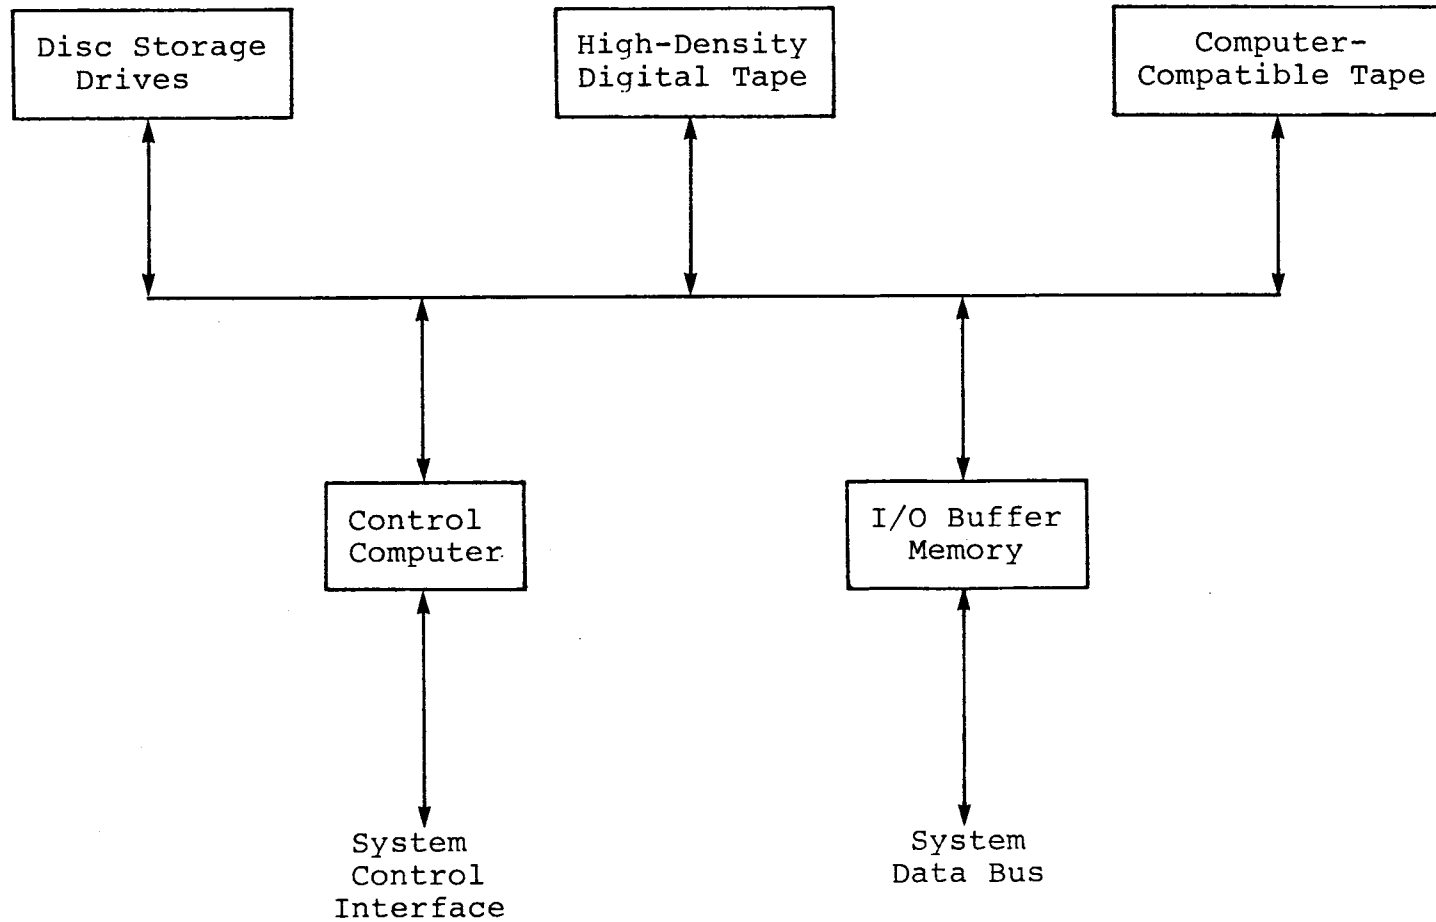 Disc Storage
Drives
High-Density
Digital Tape
Computer-
Compatible Tape
Control
Computer
I/O Buffer
Memory
System
Control
Interface
System
Data Bus